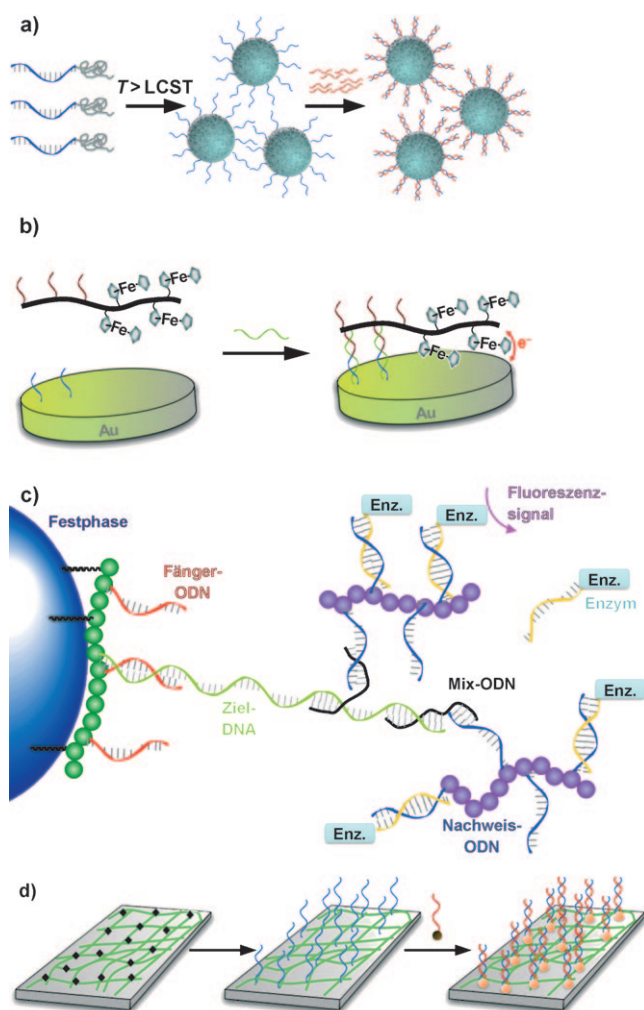 a)
T > LCST
b)
Fe
Fe
Fe
Fe
Au
Fe
Fe
Fe
Fe
e⁻
Au
c)
Festphase
Fänger-
ODN
Ziel-
DNA
Enz.
Enz.
Fluoreszenz-
signal
Enz.
Enzym
Mix-ODN
Enz.
Enz.
Nachweis-
ODN
d)